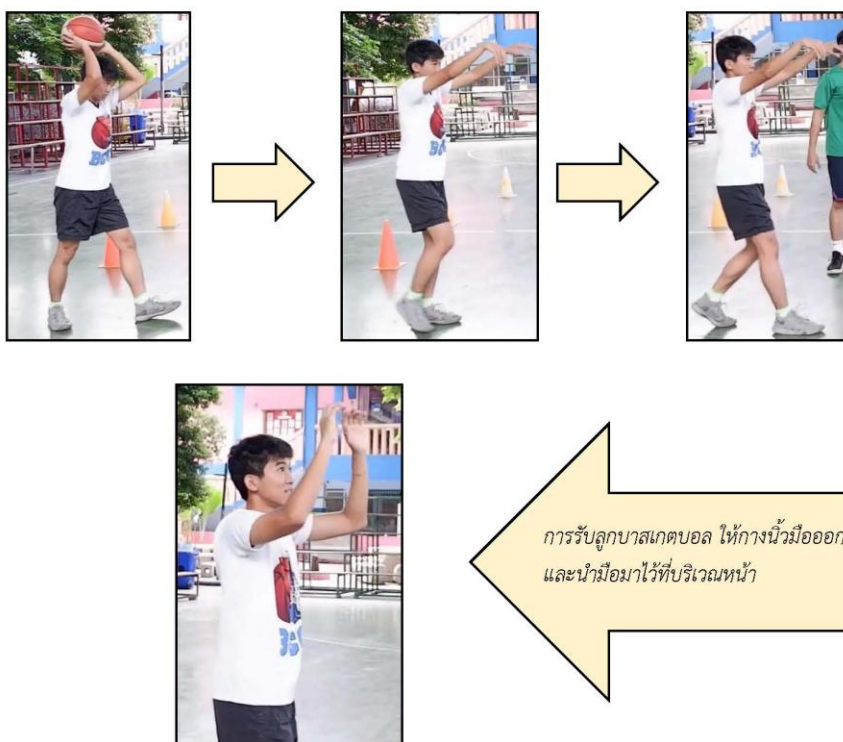 การรับลูกบาสเกตบอล ให้กางนิ้วมือออก
และนำมือมาไว้ที่บริเวณหน้า